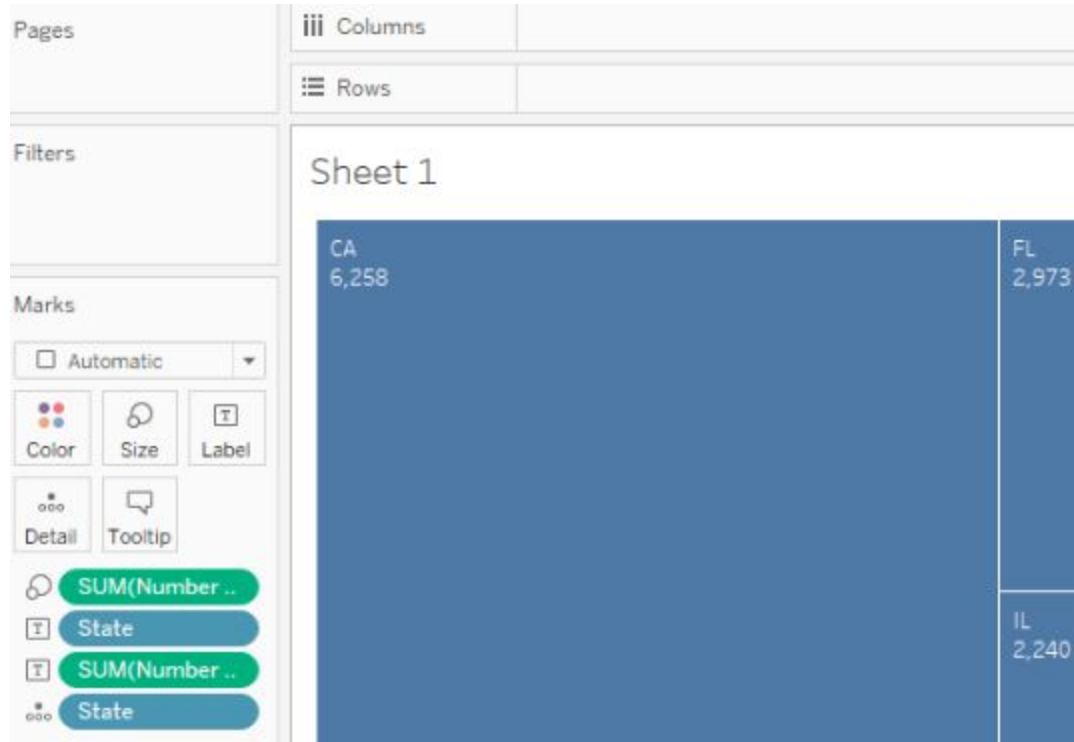 Pages
Columns
Rows
Filters
Sheet 1
CA
6,258
FL
2,973
IL
2,240
Marks
Automatic
Color Size Label
Detail Tooltip
SUM(Number ..
State
SUM(Number ..
State